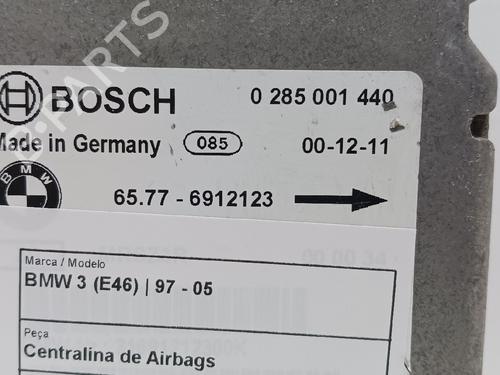 BOSCH 0 285 001 440
Made in Germany 085 00-12-11
BMW 65.77 - 6912123
Marca / Modelo
BMW 3 (E46) | 97 - 05
Peça
Centralina de Airbags